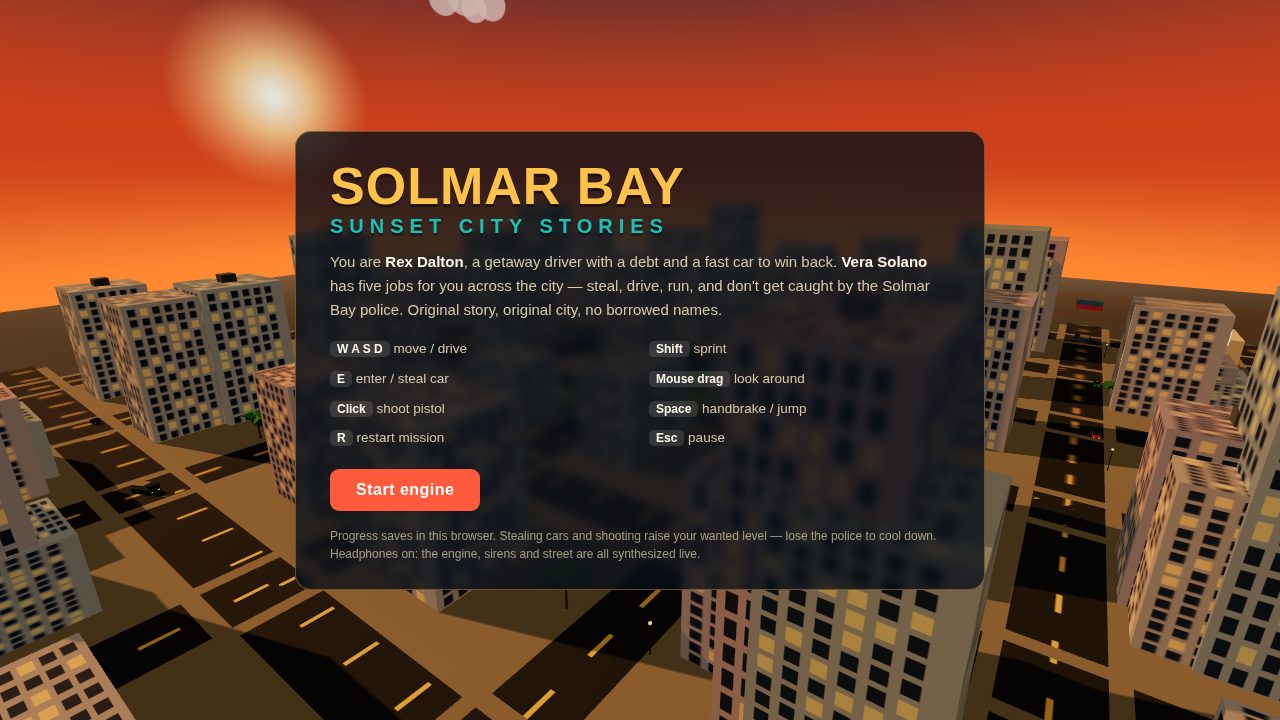 SOLMAR BAY
SUNSET CITY STORIES
You are Rex Dalton, a getaway driver with a debt and a fast car to win back. Vera Solano
has five jobs for you across the city — steal, drive, run, and don't get caught by the Solmar
Bay police. Original story, original city, no borrowed names.
W A S D move / drive
Shift sprint
E enter / steal car
Mouse drag look around
Click shoot pistol
Space handbrake / jump
R restart mission
Esc pause
Start engine
Progress saves in this browser. Stealing cars and shooting raise your wanted level — lose the police to cool down.
Headphones on: the engine, sirens and street are all synthesized live.